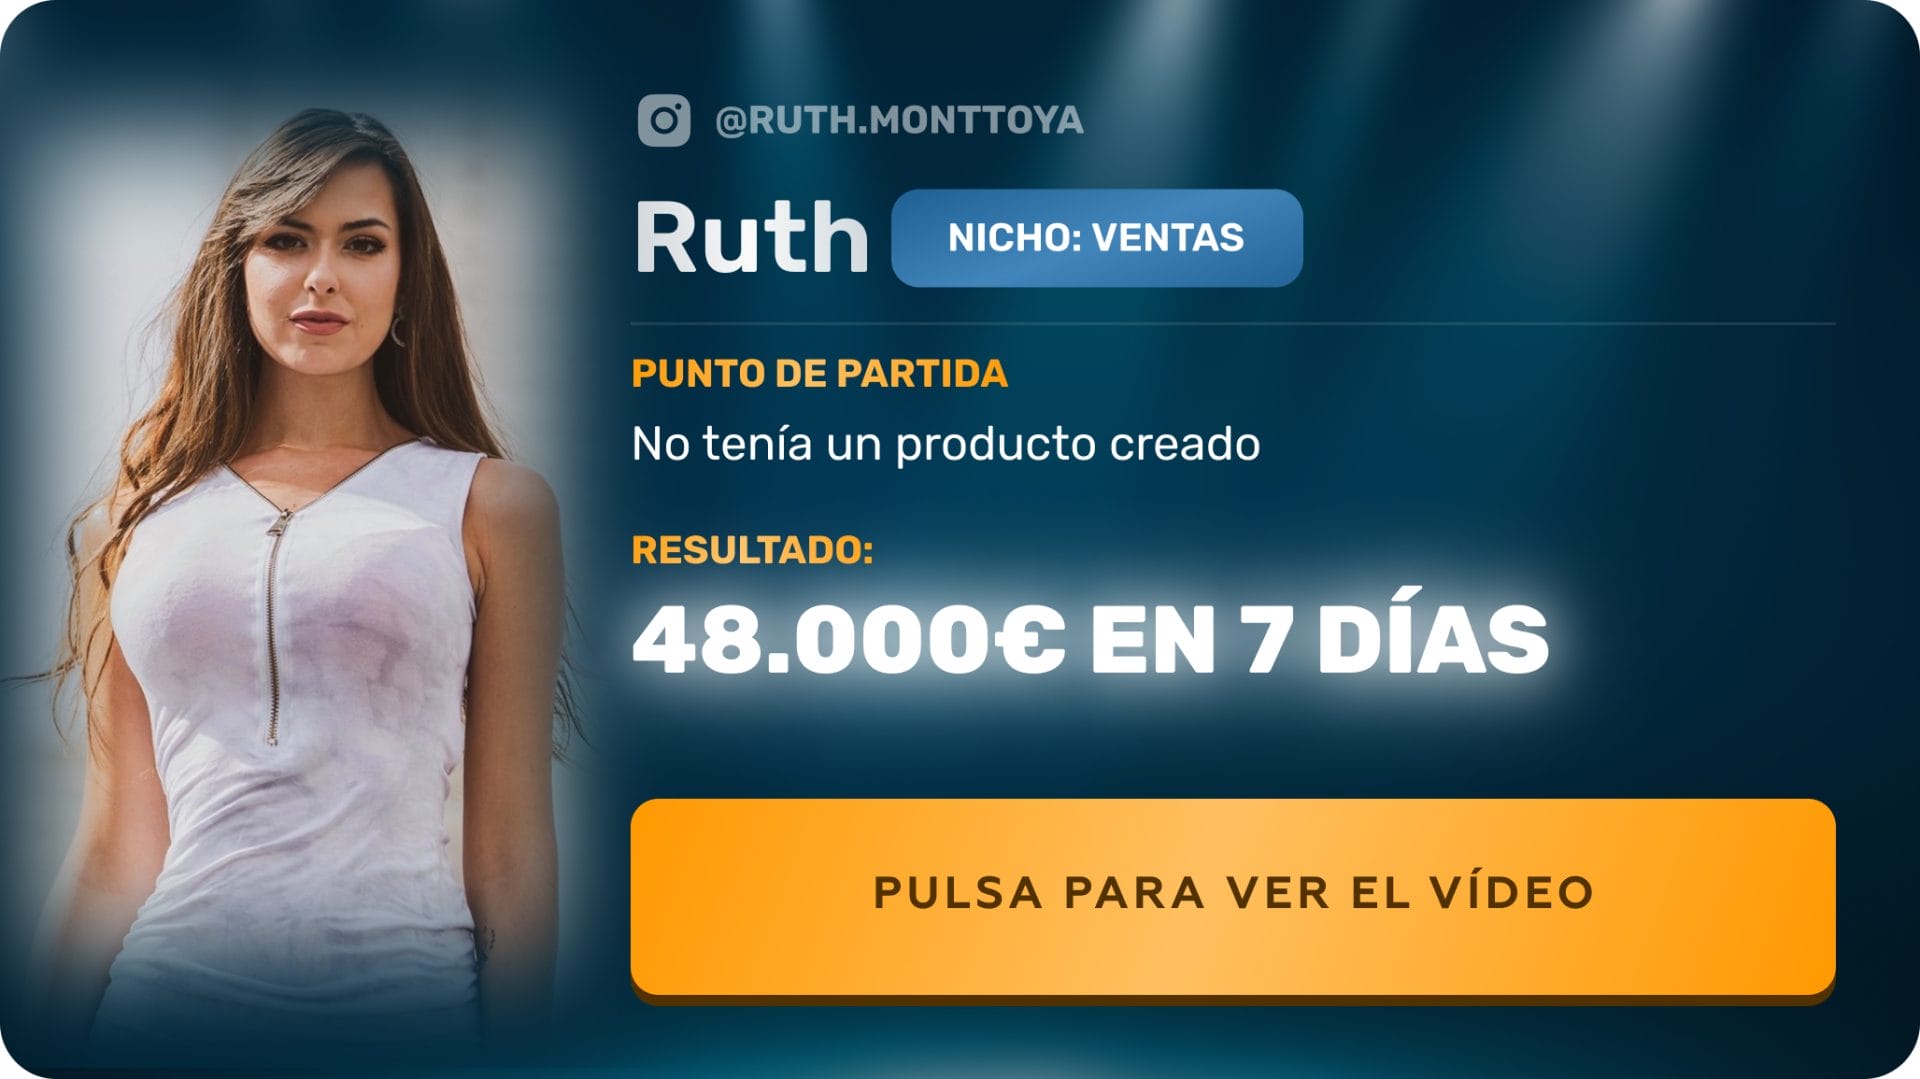 @RUTH.MONTTOYA
Ruth
NICHO: VENTAS
PUNTO DE PARTIDA
No tenía un producto creado
RESULTADO:
48.000€ EN 7 DÍAS
PULSA PARA VER EL VÍDEO